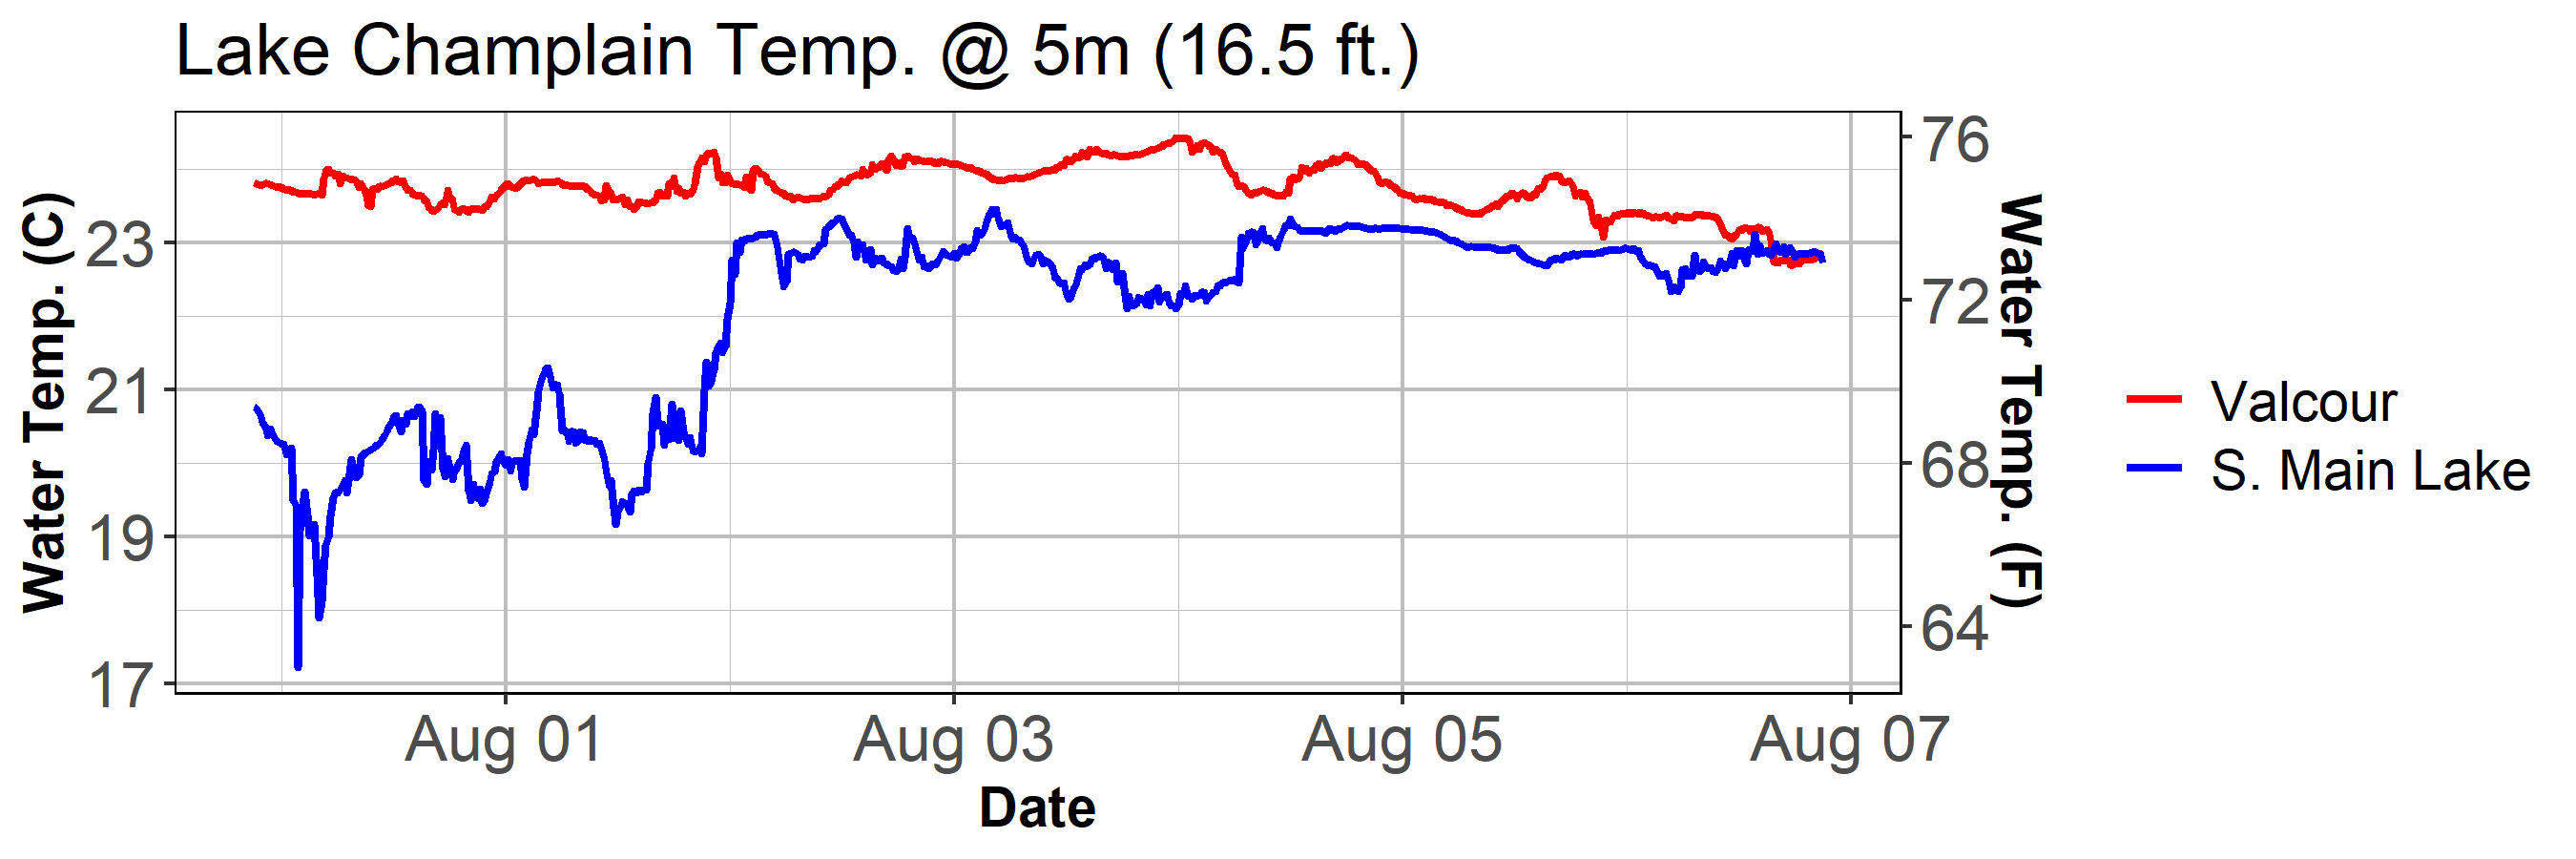 Lake Champlain Temp. @ 5m (16.5 ft.)
Water Temp. (C)
23
21
19
17
76
72
68
64
Water Temp. (F)
Aug 01
Aug 03
Aug 05
Aug 07
Date
Valcour
S. Main Lake